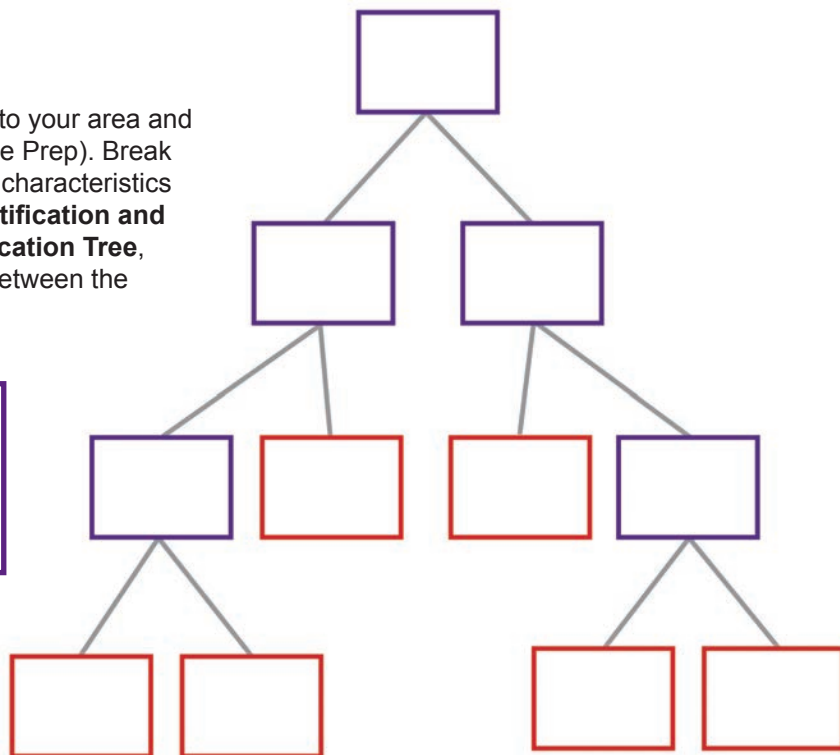 to your area and
e Prep). Break
characteristics
tification and
cation Tree,
etween the